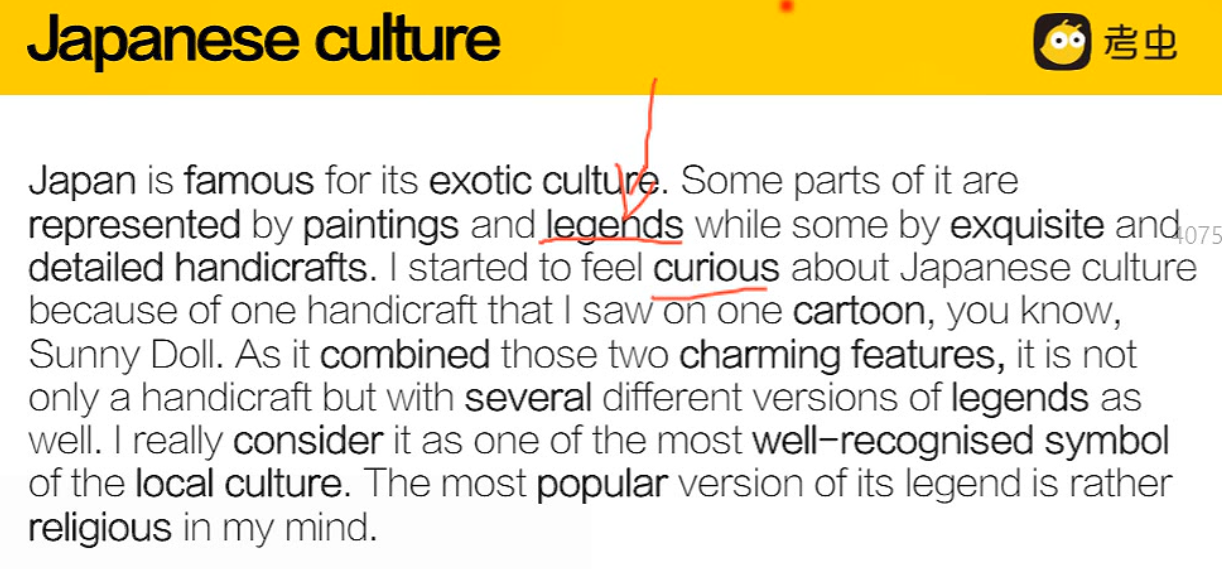 Japanese culture
考虫
Japan is famous for its exotic culture. Some parts of it are
represented by paintings and legends while some by exquisite and
4075
detailed handicrafts. I started to feel curious about Japanese culture
because of one handicraft that I saw on one cartoon, you know,
Sunny Doll. As it combined those two charming features, it is not
only a handicraft but with several different versions of legends as
well. I really consider it as one of the most well-recognised symbol
of the local culture. The most popular version of its legend is rather
religious in my mind.